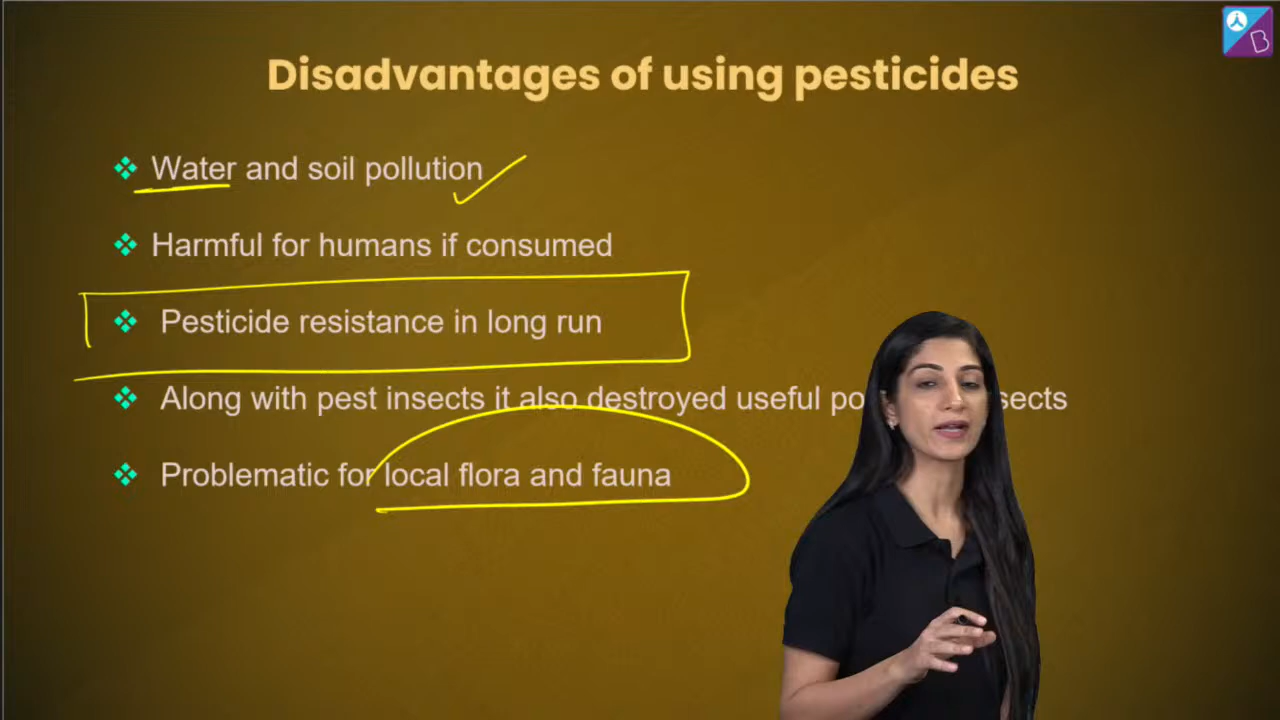 Disadvantages of using pesticides
Water and soil pollution
Harmful for humans if consumed
Pesticide resistance in long run
Along with pest insects it also destroyed useful
Problematic for local flora and fauna
B